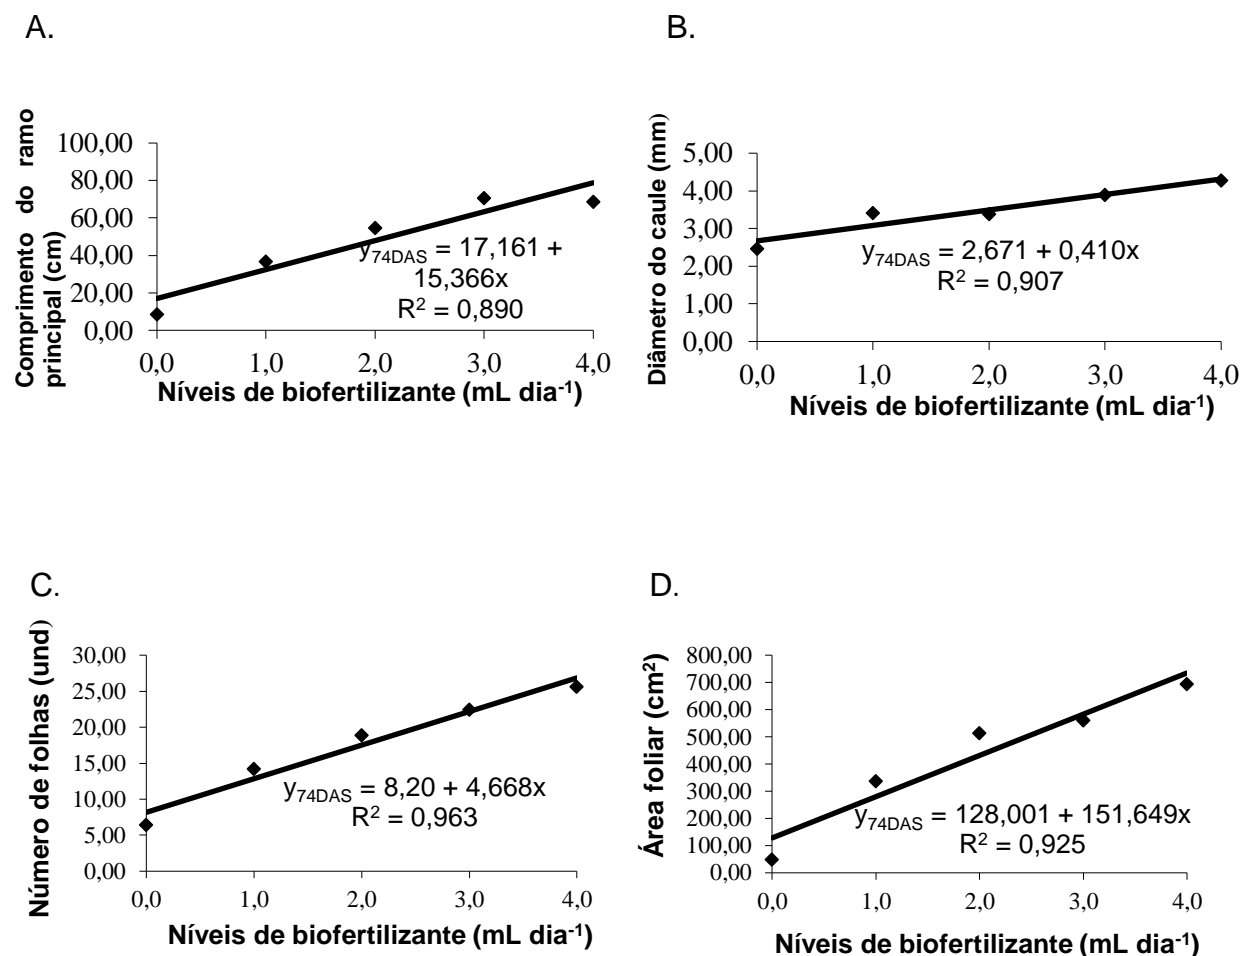 A.
Comprimento do ramo
principal (cm)
100,00
80,00
60,00
40,00
20,00
0,00
y74DAS = 17,161 +
15,366x
R² = 0,890
0,0 1,0 2,0 3,0 4,0
Níveis de biofertilizante (mL dia-1)
B.
Diâmetro do caule (mm)
5,00
4,00
3,00
2,00
1,00
0,00
y74DAS = 2,671 + 0,410x
R² = 0,907
0,0 1,0 2,0 3,0 4,0
Níveis de biofertilizante (mL dia-1)
C.
Número de folhas (und)
30,00
25,00
20,00
15,00
10,00
5,00
0,00
y74DAS = 8,20 + 4,668x
R² = 0,963
0,0 1,0 2,0 3,0 4,0
Níveis de biofertilizante (mL dia-1)
D.
Área foliar (cm²)
800,00
700,00
600,00
500,00
400,00
300,00
200,00
100,00
0,00
y74DAS = 128,001 + 151,649x
R² = 0,925
0,0 1,0 2,0 3,0 4,0
Níveis de biofertilizante (mL dia-1)